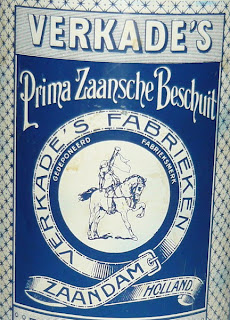 VERKADE'S
Prima Zaansche Beschuit
VERKADE'S FABRIEKEN
GEDEPONEERD FABRIEKSMERK
ZAANDAM
HOLLAND.